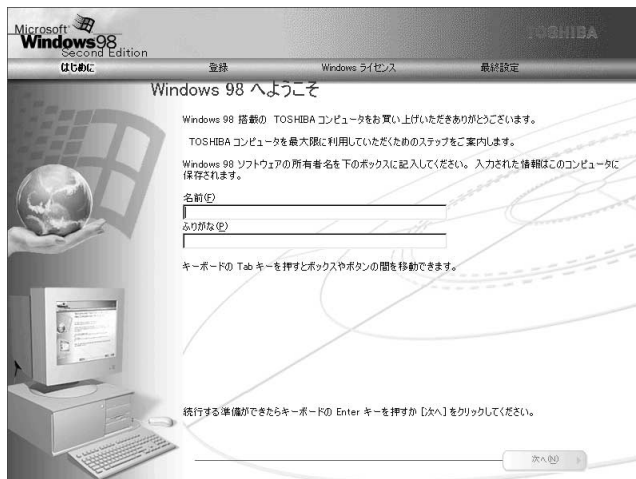 Microsoft
Windows98
Second Edition
TOSHIBA
はじめに 登録 Windows ライセンス 最終設定
Windows 98 へようこそ
Windows 98 搭載の TOSHIBA コンピュータをお買い上げいただきありがとうございます。
TOSHIBA コンピュータを最大限に利用していただくためのステップをご案内します。
Windows 98 ソフトウェアの所有者名を下のボックスに記入してください。 入力された情報はこのコンピュータに
保存されます。
名前(F)
ふりがな(P)
キーボードの Tab キーを押すとボックスやボタンの間を移動できます。
続行する準備ができたらキーボードの Enter キーを押すか [次へ] をクリックしてください。
次へ(N)